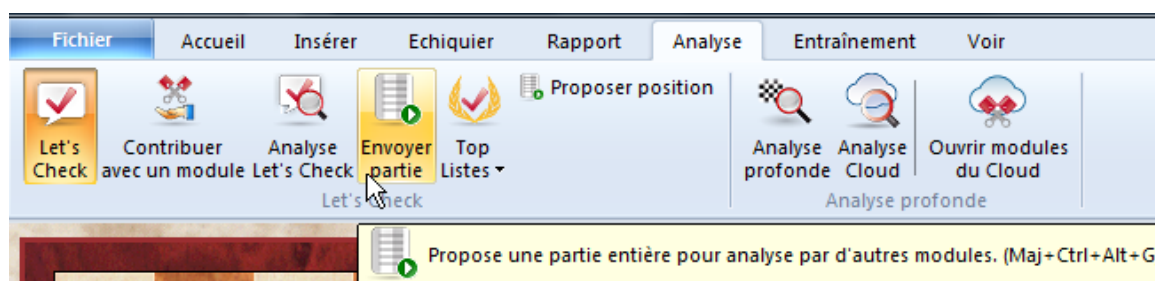 Fichier Accueil Insérer Echiquier Rapport Analyse Entraînement Voir
Let's Check
Contribuer avec un module
Analyse Let's Check
Envoyer partie
Top Listes
Proposer position
Analyse profonde
Analyse Cloud
Ouvrir modules du Cloud
Let's Check
Analyse profonde
Propose une partie entière pour analyse par d'autres modules. (Maj+Ctrl+Alt+G